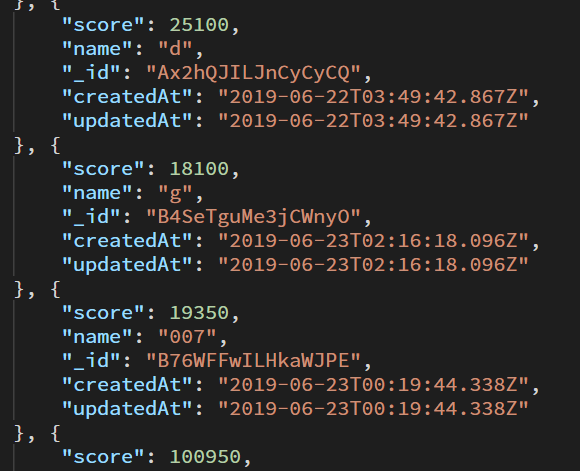 }, {
"score": 25100,
"name": "d",
"_id": "Ax2hQJILJnCyCyCQ",
"createdAt": "2019-06-22T03:49:42.867Z",
"updatedAt": "2019-06-22T03:49:42.867Z"
}, {
"score": 18100,
"name": "g",
"_id": "B4SeTguMe3jCWnyO",
"createdAt": "2019-06-23T02:16:18.096Z",
"updatedAt": "2019-06-23T02:16:18.096Z"
}, {
"score": 19350,
"name": "007",
"_id": "B76WFFwILHkaWJPE",
"createdAt": "2019-06-23T00:19:44.338Z",
"updatedAt": "2019-06-23T00:19:44.338Z"
}, {
"score": 100950,